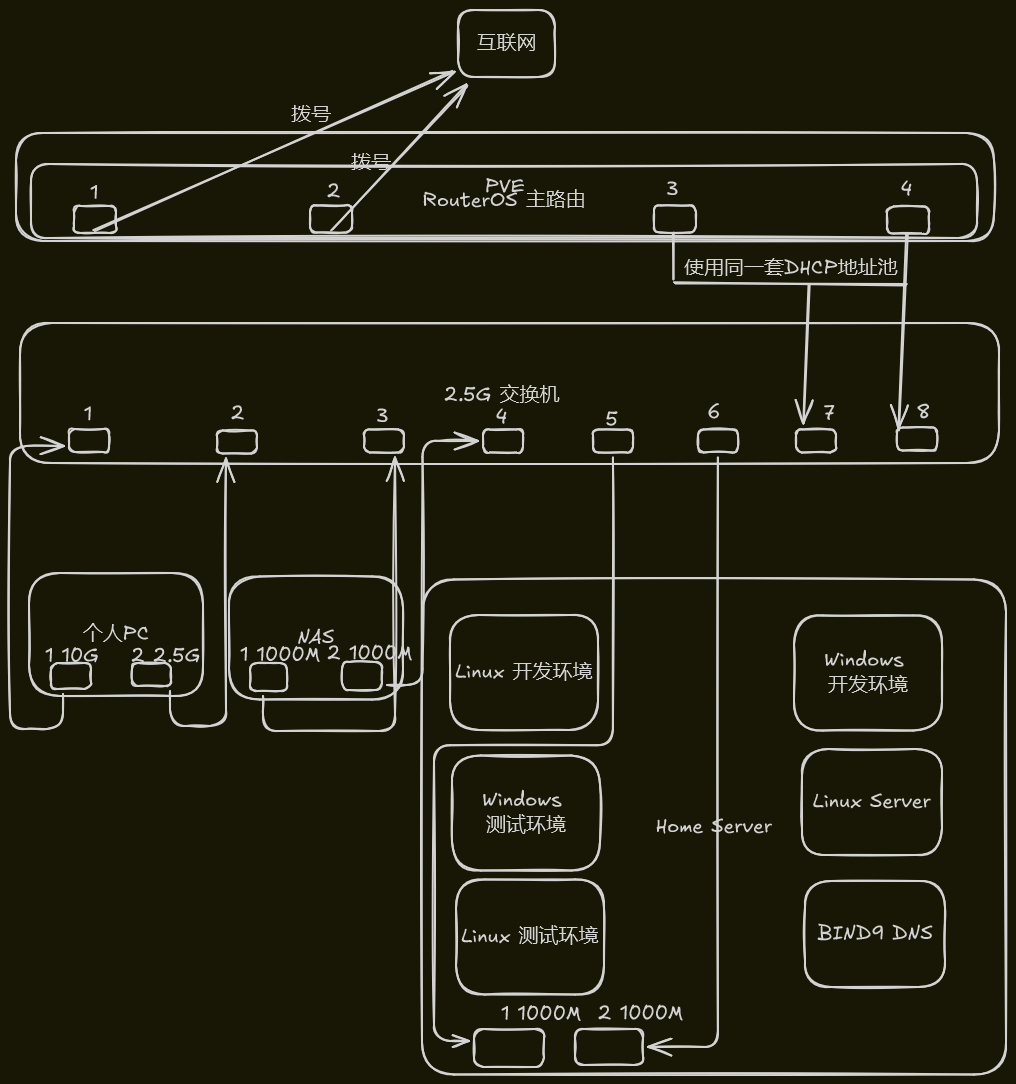 互联网
拨号
拨号
PVE
RouterOS 主路由
1
2
3
4
使用同一套DHCP地址池
2.5G 交换机
1
2
3
4
5
6
7
8
个人PC
1 10G
2 2.5G
NAS
1 1000M
2 1000M
Linux 开发环境
Windows
开发环境
Windows
测试环境
Home Server
Linux Server
Linux 测试环境
BIND9 DNS
1 1000M
2 1000M